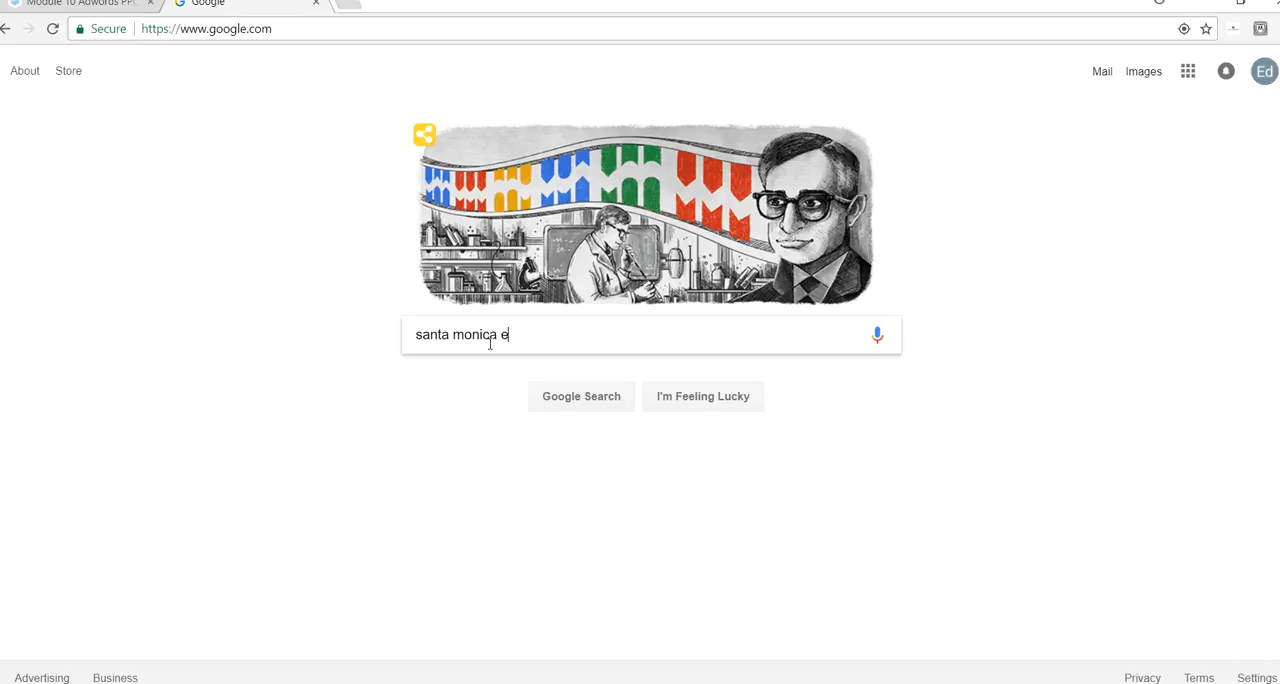 Module 10 Adwords PPC
Google
Secure
https://www.google.com
About Store
Mail Images Ed
santa monica e
Google Search I'm Feeling Lucky
Advertising Business
Privacy Terms Settings